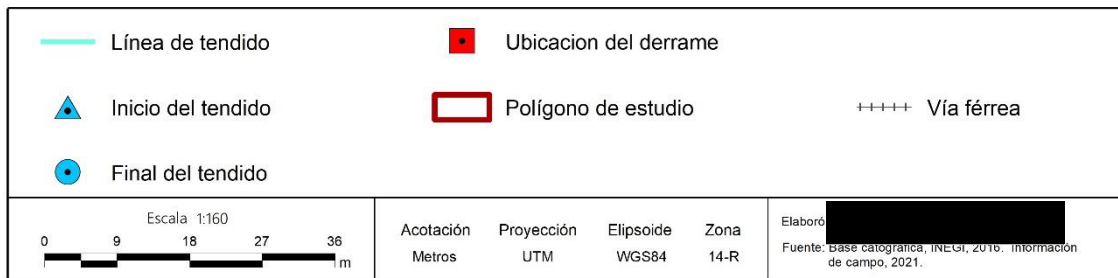 Línea de tendido
Ubicacion del derrame
Inicio del tendido
Polígono de estudio
Vía férrea
Final del tendido
Escala 1:160
0 9 18 27 36
m
Acotación Proyección Elipsoide Zona
Metros UTM WGS84 14-R
Elaboró
Fuente: Base catografica, INEGI, 2016. Información
de campo, 2021.